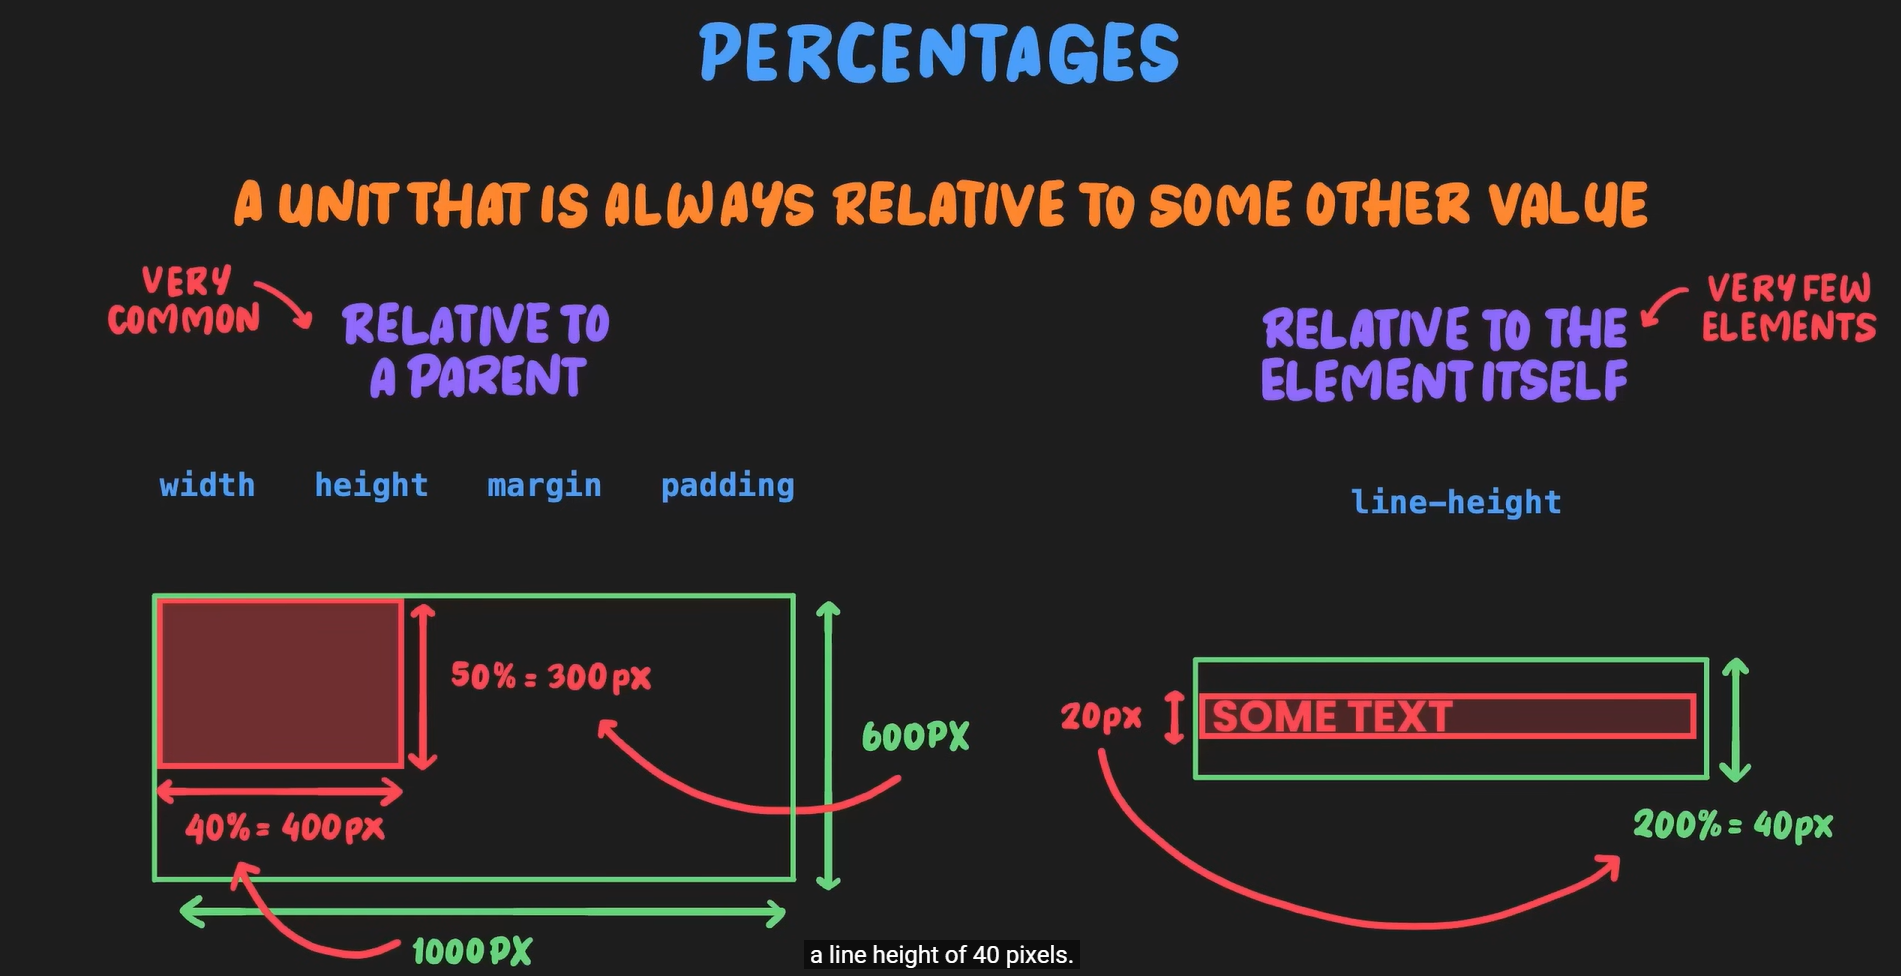 PERCENTAGES
A UNIT THAT IS ALWAYS RELATIVE TO SOME OTHER VALUE
VERY
COMMON
RELATIVE TO
A PARENT
width height margin padding
50% = 300px
600PX
40% = 400px
1000PX
VERY FEW
ELEMENTS
RELATIVE TO THE
ELEMENT ITSELF
line-height
20px
SOME TEXT
200% = 40px
a line height of 40 pixels.